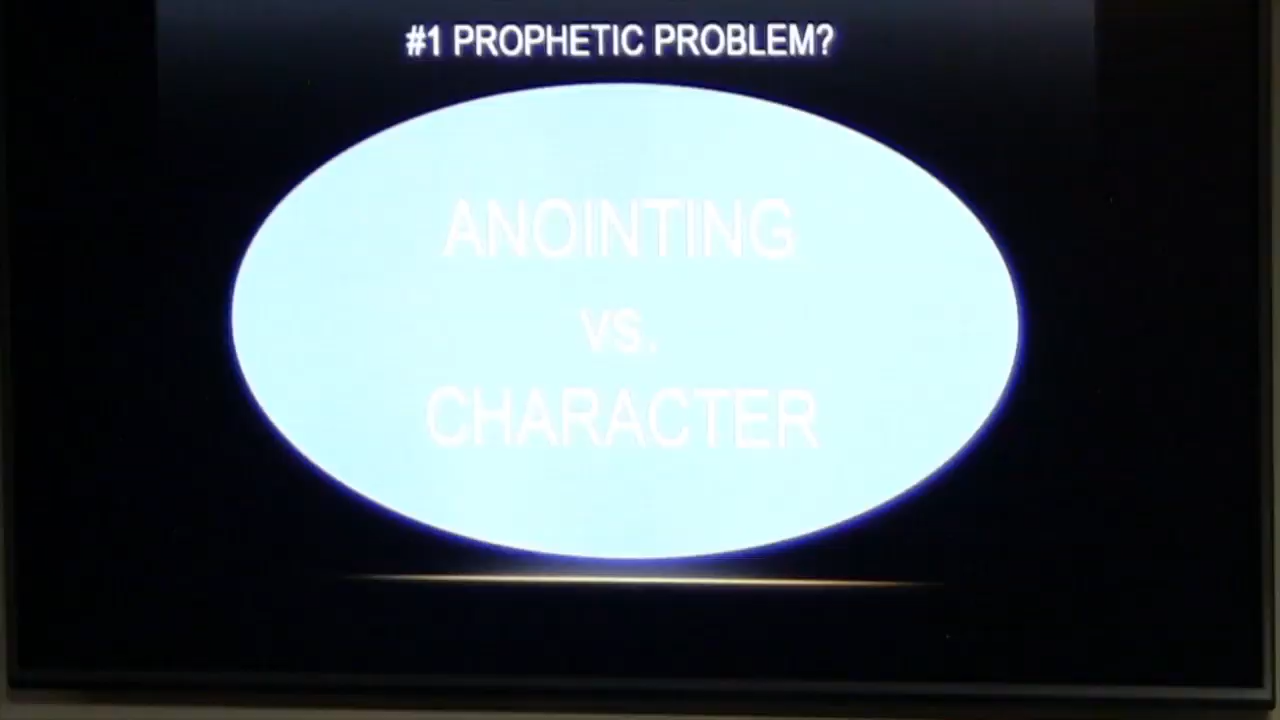 #1 PROPHETIC PROBLEM?
ANOINTING
VS.
CHARACTER